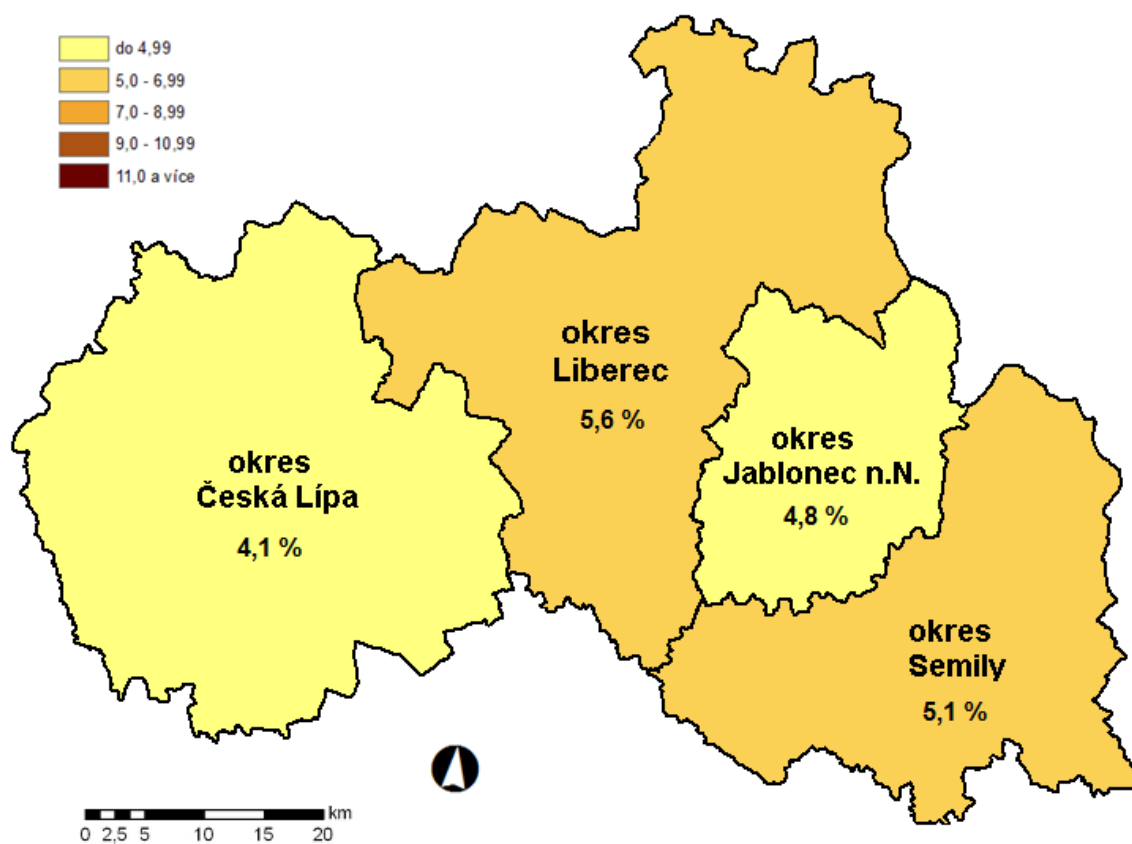 do 4,99
5,0 - 6,99
7,0 - 8,99
9,0 - 10,99
11,0 a více
okres
Liberec
5,6 %
okres
Jablonec n.N.
4,8 %
okres
Česká Lípa
4,1 %
okres
Semily
5,1 %
km
0 2,5 5 10 15 20